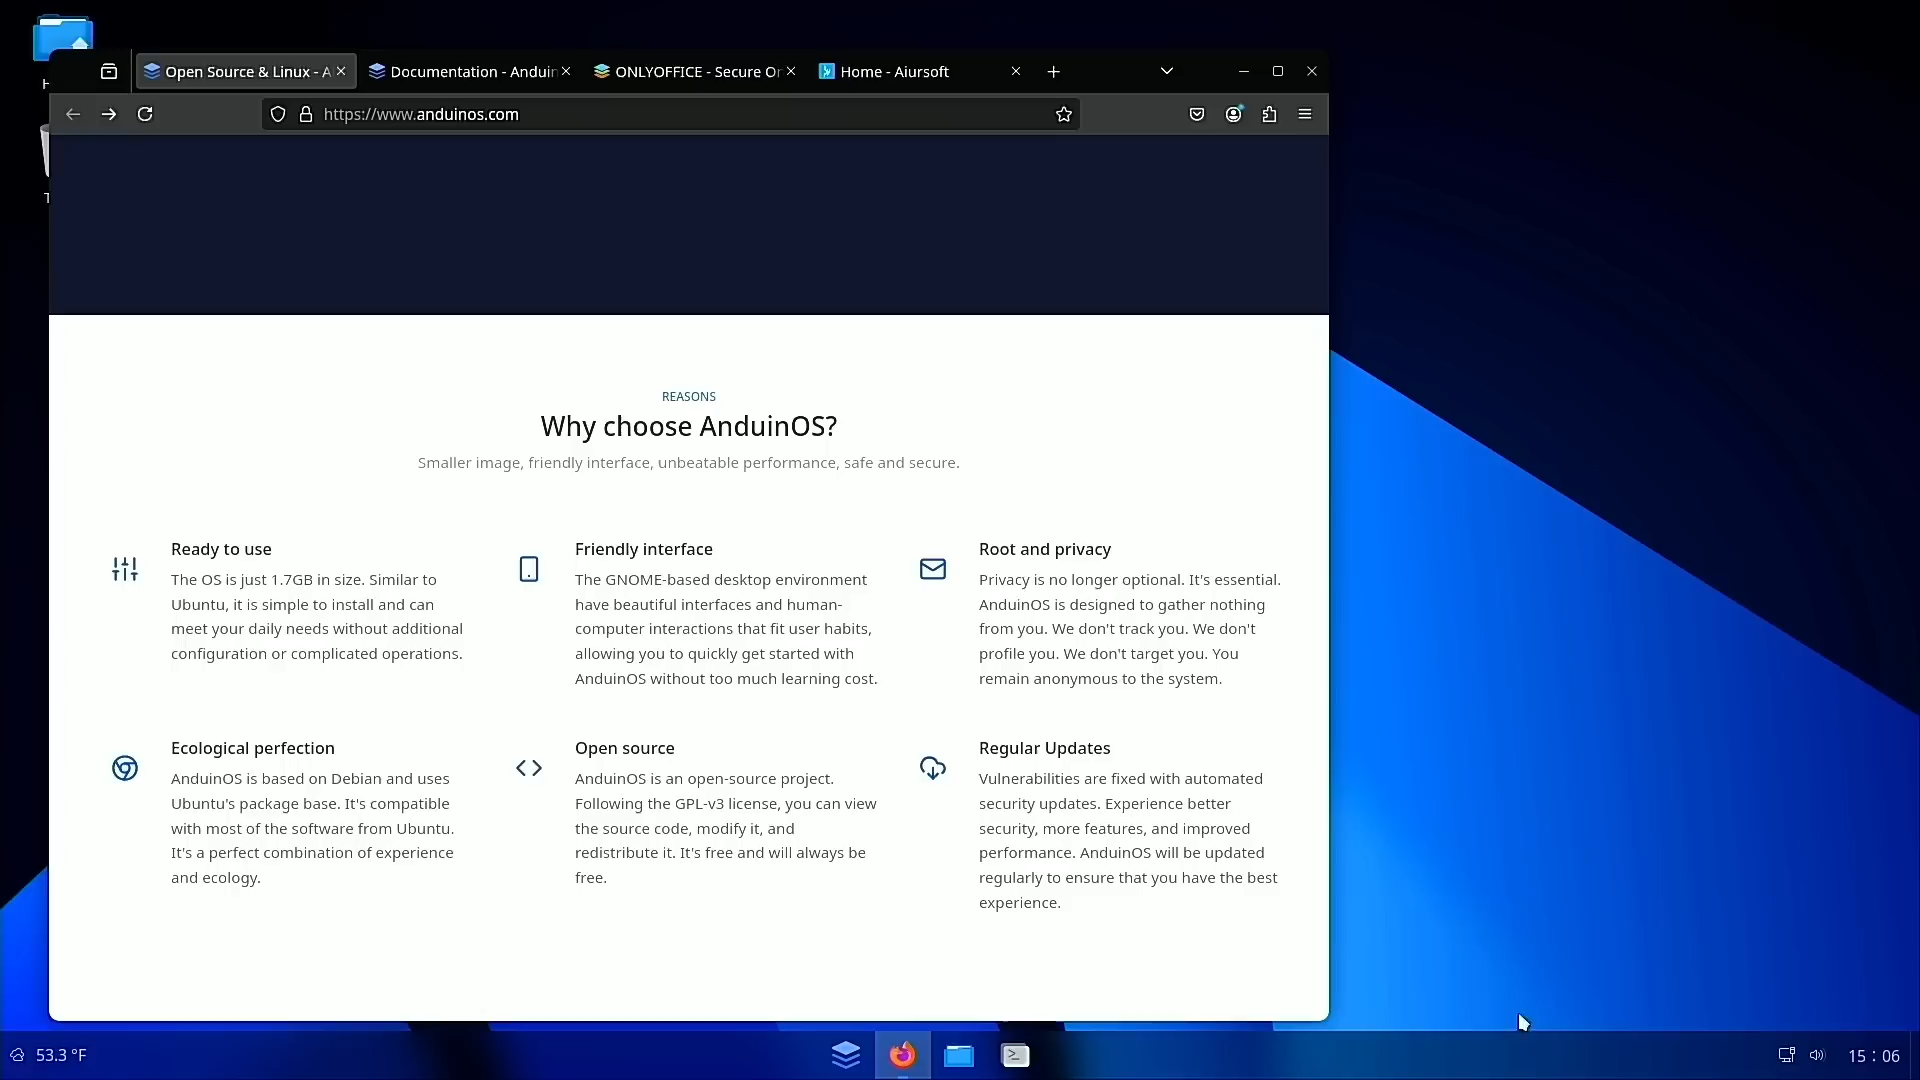 Open Source & Linux - A
Documentation - Anduin
ONLYOFFICE - Secure Or
Home - Aiursoft
https://www.anduinos.com
REASONS
Why choose AnduinOS?
Smaller image, friendly interface, unbeatable performance, safe and secure.
Ready to use
The OS is just 1.7GB in size. Similar to
Ubuntu, it is simple to install and can
meet your daily needs without additional
configuration or complicated operations.
Friendly interface
The GNOME-based desktop environment
have beautiful interfaces and human-
computer interactions that fit user habits,
allowing you to quickly get started with
AnduinOS without too much learning cost.
Root and privacy
Privacy is no longer optional. It's essential.
AnduinOS is designed to gather nothing
from you. We don't track you. We don't
profile you. We don't target you. You
remain anonymous to the system.
Ecological perfection
AnduinOS is based on Debian and uses
Ubuntu's package base. It's compatible
with most of the software from Ubuntu.
It's a perfect combination of experience
and ecology.
Open source
AnduinOS is an open-source project.
Following the GPL-v3 license, you can view
the source code, modify it, and
redistribute it. It's free and will always be
free.
Regular Updates
Vulnerabilities are fixed with automated
security updates. Experience better
security, more features, and improved
performance. AnduinOS will be updated
regularly to ensure that you have the best
experience.
53.3 °F
15 : 06